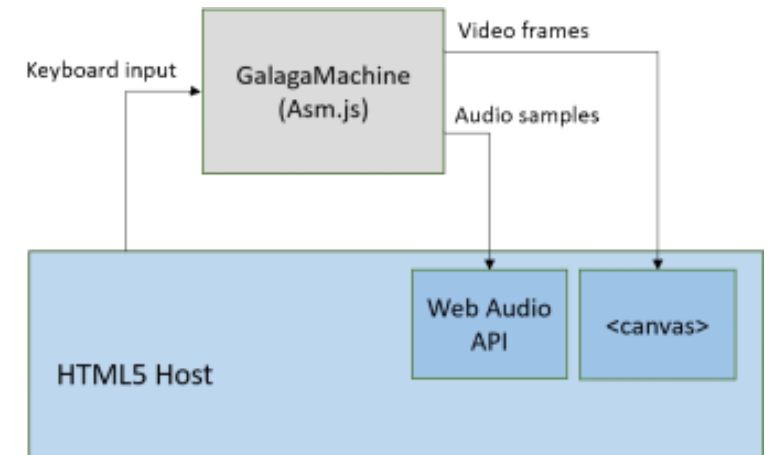 Video frames
Keyboard input
GalagaMachine
(Asm.js)
Audio samples
Web Audio
API
<canvas>
HTML5 Host